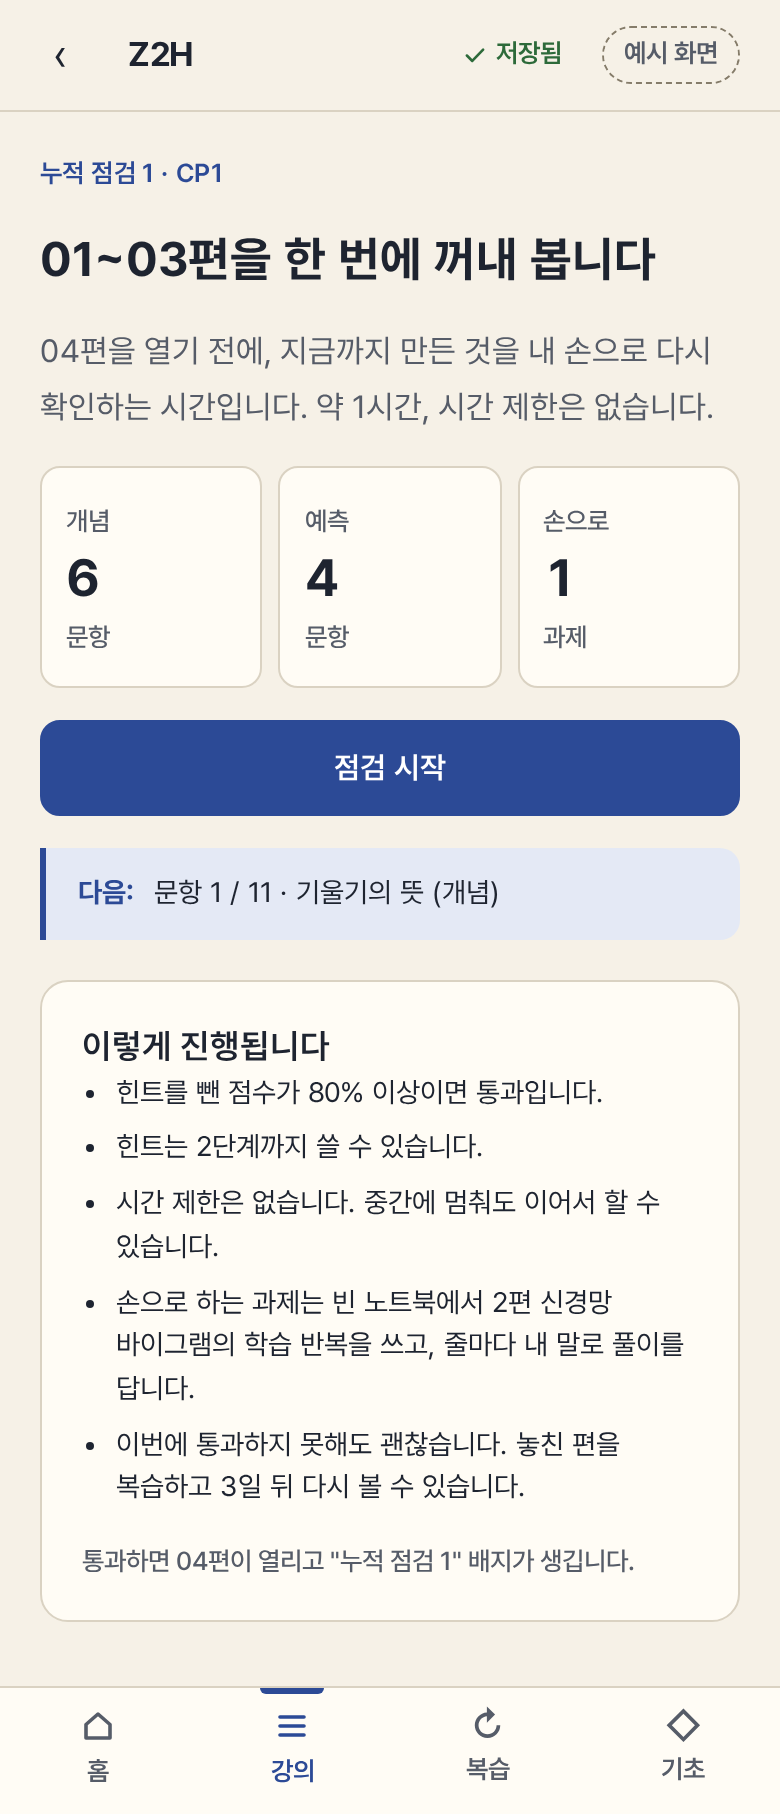 ‹ Z2H ✓ 저장됨 예시 화면
누적 점검 1 · CP1
01~03편을 한 번에 꺼내 봅니다
04편을 열기 전에, 지금까지 만든 것을 내 손으로 다시
확인하는 시간입니다. 약 1시간, 시간 제한은 없습니다.
개념
6
문항
예측
4
문항
손으로
1
과제
점검 시작
다음: 문항 1 / 11 · 기울기의 뜻 (개념)
이렇게 진행됩니다
• 힌트를 뺀 점수가 80% 이상이면 통과입니다.
• 힌트는 2단계까지 쓸 수 있습니다.
• 시간 제한은 없습니다. 중간에 멈춰도 이어서 할 수
있습니다.
• 손으로 하는 과제는 빈 노트북에서 2편 신경망
바이그램의 학습 반복을 쓰고, 줄마다 내 말로 풀이를
답니다.
• 이번에 통과하지 못해도 괜찮습니다. 놓친 편을
복습하고 3일 뒤 다시 볼 수 있습니다.
통과하면 04편이 열리고 "누적 점검 1" 배지가 생깁니다.
홈 강의 복습 기초